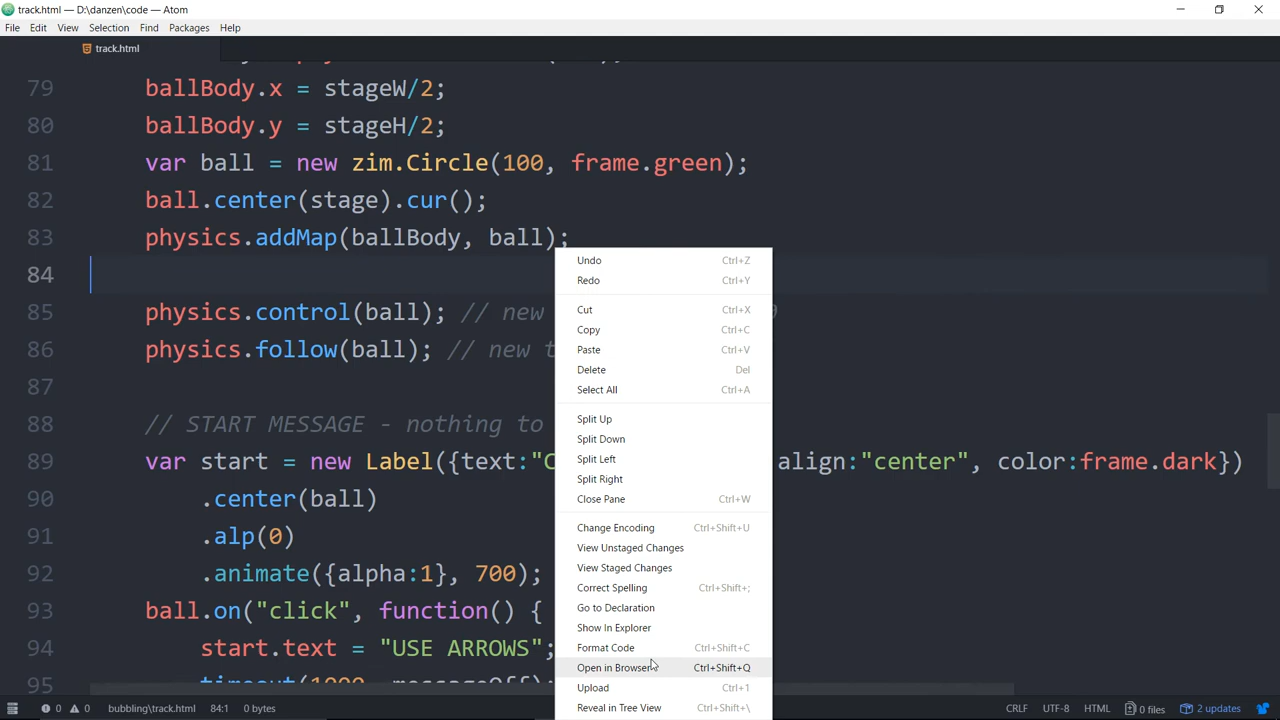 track.html — D:\danzen\code — Atom
File Edit View Selection Find Packages Help
track.html
79 ballBody.x = stageW/2;
80 ballBody.y = stageH/2;
81 var ball = new zim.Circle(100, frame.green);
82 ball.center(stage).cur();
83 physics.addMap(ballBody, ball);
84
85 physics.control(ball); // new
86 physics.follow(ball); // new
87
88 // START MESSAGE - nothing to
89 var start = new Label({text:"C align:"center", color:frame.dark})
90 .center(ball)
91 .alp(0)
92 .animate({alpha:1}, 700);
93 ball.on("click", function() {
94 start.text = "USE ARROWS";
95 timeout(1000, messageOff);
Undo Ctrl+Z
Redo Ctrl+Y
Cut Ctrl+X
Copy Ctrl+C
Paste Ctrl+V
Delete Del
Select All Ctrl+A
Split Up
Split Down
Split Left
Split Right
Close Pane Ctrl+W
Change Encoding Ctrl+Shift+U
View Unstaged Changes
View Staged Changes
Correct Spelling Ctrl+Shift+;
Go to Declaration
Show In Explorer
Format Code Ctrl+Shift+C
Open in Browser Ctrl+Shift+Q
Upload Ctrl+1
Reveal in Tree View Ctrl+Shift+\
0 0 bubbling\track.html 84:1 0 bytes CRLF UTF-8 HTML 0 files 2 updates